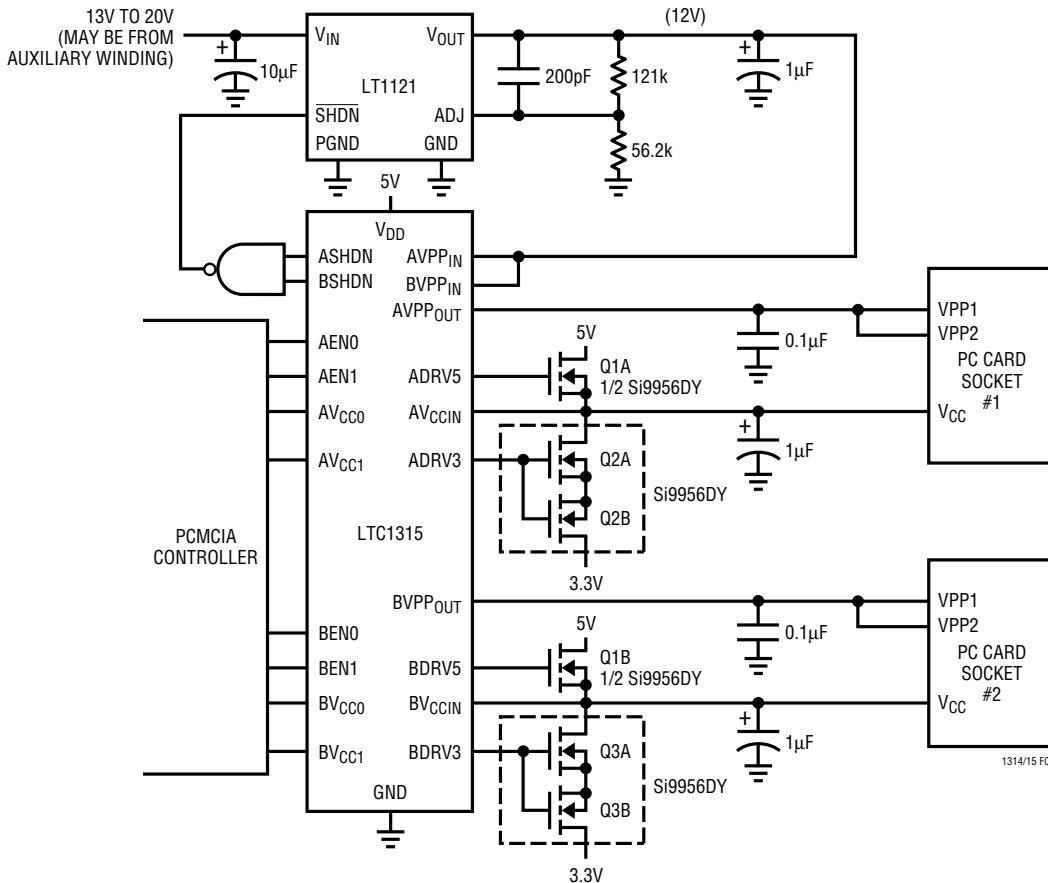 13V TO 20V
(MAY BE FROM
AUXILIARY WINDING)
+
10µF
V_IN
V_OUT
LT1121
SHDN
ADJ
PGND
GND
(12V)
200pF
121k
56.2k
+
1µF
5V
V_DD
ASHDN
BSHDN
AVPP_IN
BVPP_IN
AVPP_OUT
AEN0
AEN1
AV_CC0
AV_CC1
ADRV5
AV_CCIN
ADRV3
LTC1315
PCMCIA
CONTROLLER
BVPP_OUT
BEN0
BEN1
BV_CC0
BV_CC1
BDRV5
BV_CCIN
BDRV3
GND
5V
Q1A
1/2 Si9956DY
Q2A
Q2B
Si9956DY
3.3V
0.1µF
+
1µF
VPP1
VPP2
PC CARD
SOCKET
#1
V_CC
5V
Q1B
1/2 Si9956DY
Q3A
Q3B
Si9956DY
3.3V
0.1µF
+
1µF
VPP1
VPP2
PC CARD
SOCKET
#2
V_CC
1314/15